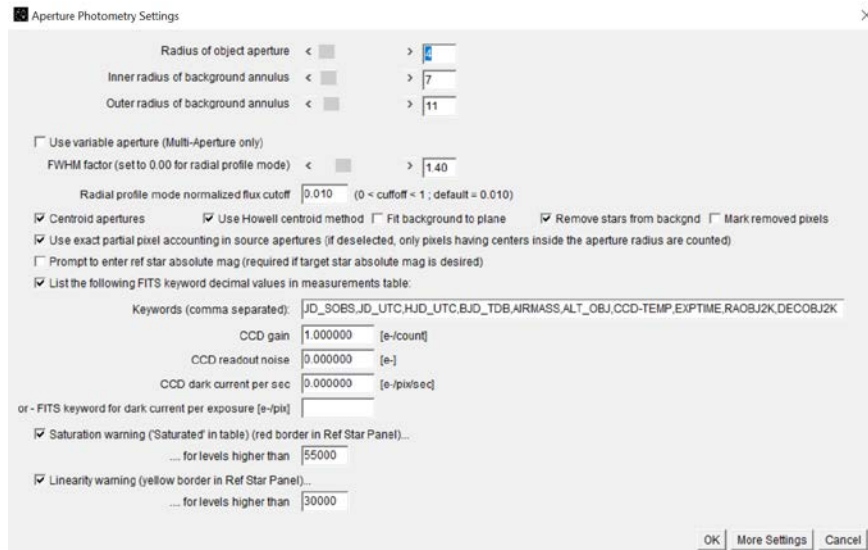 Aperture Photometry Settings
Radius of object aperture < > 4
Inner radius of background annulus < > 7
Outer radius of background annulus < > 11
Use variable aperture (Multi-Aperture only)
FWHM factor (set to 0.00 for radial profile mode) < > 1.40
Radial profile mode normalized flux cutoff 0.010 (0 < cuffoff < 1 ; default = 0.010)
Centroid apertures Use Howell centroid method Fit background to plane Remove stars from backgnd Mark removed pixels
Use exact partial pixel accounting in source apertures (if deselected, only pixels having centers inside the aperture radius are counted)
Prompt to enter ref star absolute mag (required if target star absolute mag is desired)
List the following FITS keyword decimal values in measurements table:
Keywords (comma separated): JD_SOBS,JD_UTC,HJD_UTC,BJD_TDB,AIRMASS,ALT_OBJ,CCD-TEMP,EXPTIME,RAOBJ2K,DECOBJ2K
CCD gain 1.000000 [e-/count]
CCD readout noise 0.000000 [e-]
CCD dark current per sec 0.000000 [e-/pix/sec]
or - FITS keyword for dark current per exposure [e-/pix]
Saturation warning ('Saturated' in table) (red border in Ref Star Panel)...
.... for levels higher than 55000
Linearity warning (yellow border in Ref Star Panel)...
.... for levels higher than 30000
OK More Settings Cancel